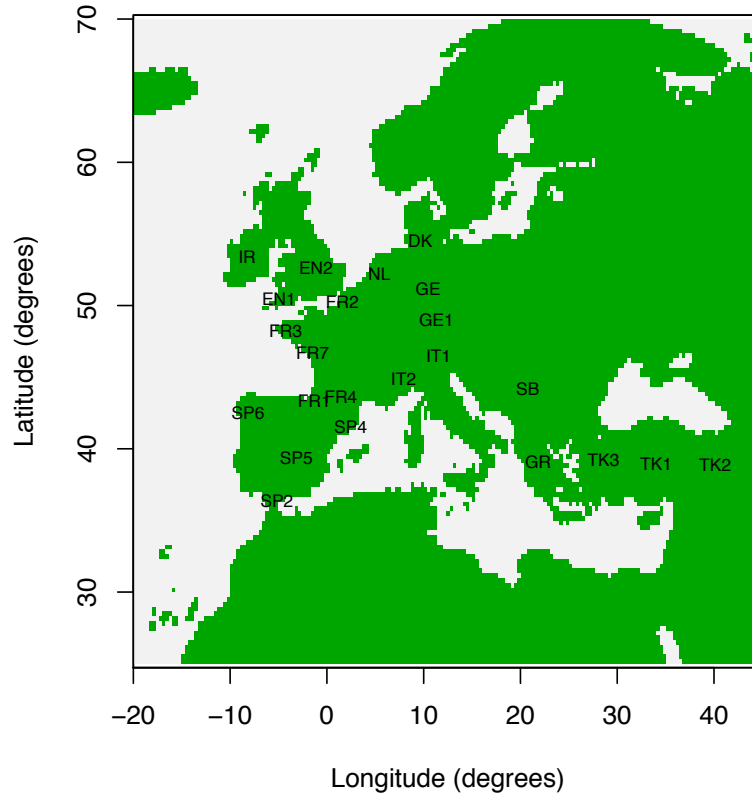 70
60
50
40
30
Latitude (degrees)
DK
IR
EN2
NL
GE
EN1
FR2
GE1
FR3
FR7
IT1
IT2
SB
FR1
FR4
SP6
SP4
SP5
GR
TK3
TK1
TK2
SP2
−20
−10
0
10
20
30
40
Longitude (degrees)